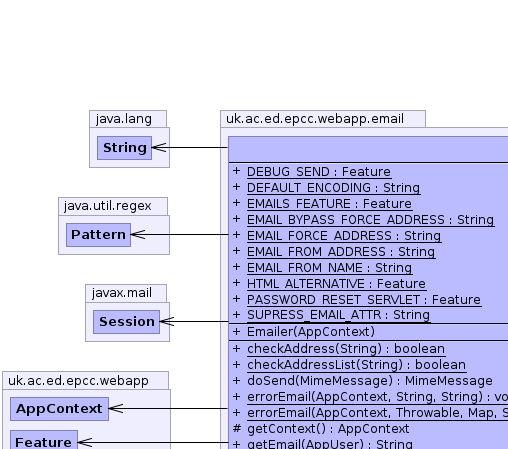 java.lang
String
java.util.regex
Pattern
javax.mail
Session
uk.ac.ed.epcc.webapp
AppContext
Feature
uk.ac.ed.epcc.webapp.email
+ DEBUG_SEND : Feature
+ DEFAULT_ENCODING : String
+ EMAILS_FEATURE : Feature
+ EMAIL_BYPASS_FORCE_ADDRESS : String
+ EMAIL_FORCE_ADDRESS : String
+ EMAIL_FROM_ADDRESS : String
+ EMAIL_FROM_NAME : String
+ HTML_ALTERNATIVE : Feature
+ PASSWORD_RESET_SERVLET : Feature
+ SUPRESS_EMAIL_ATTR : String
+ Emailer(AppContext)
+ checkAddress(String) : boolean
+ checkAddressList(String) : boolean
+ doSend(MimeMessage) : MimeMessage
+ errorEmail(AppContext, String, String) : vo
+ errorEmail(AppContext, Throwable, Map, S
# getContext() : AppContext
+ getEmail(AppUser) : String